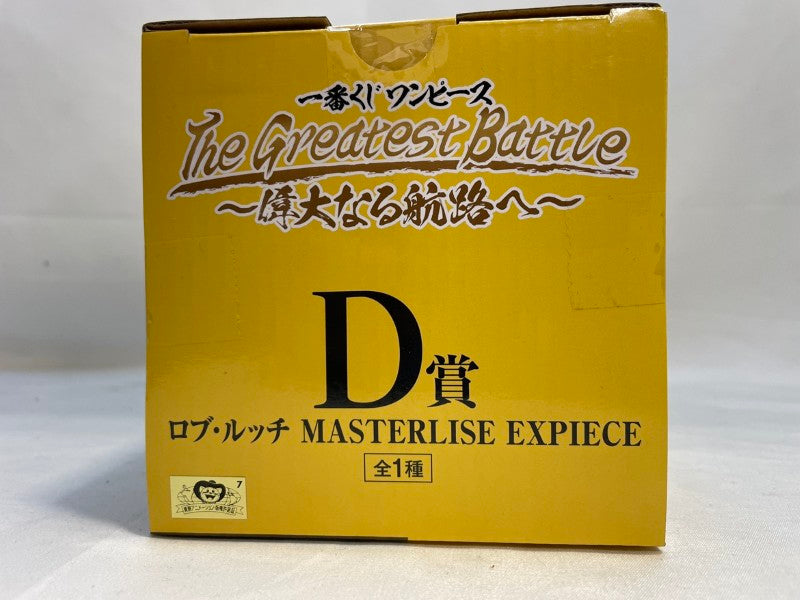 一番くじ ワンピース
The Greatest Battle
～偉大なる航路へ～
D賞
ロブ・ルッチ MASTERLISE EXPIECE
全1種
7